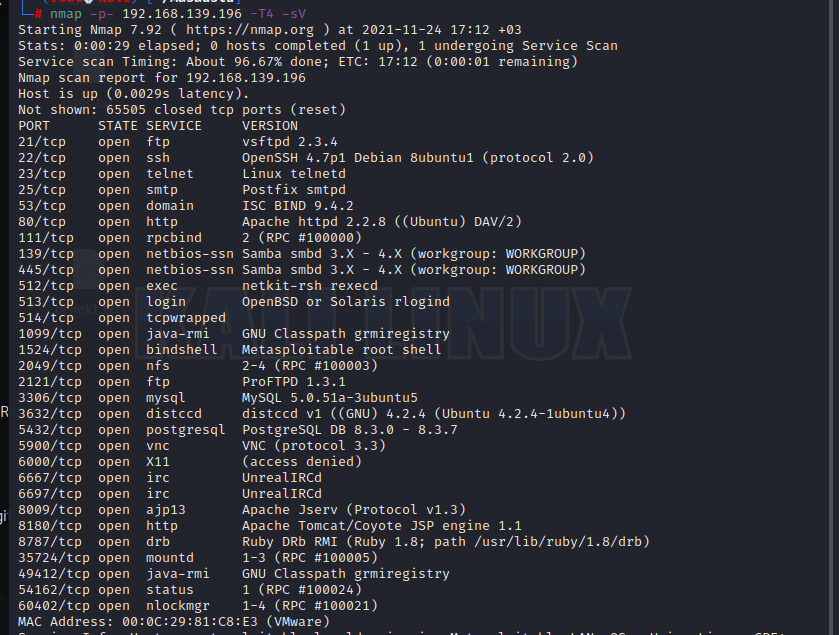 └─# nmap -p- 192.168.139.196 -T4 -sV
Starting Nmap 7.92 ( https://nmap.org ) at 2021-11-24 17:12 +03
Stats: 0:00:29 elapsed; 0 hosts completed (1 up), 1 undergoing Service Scan
Service scan Timing: About 96.67% done; ETC: 17:12 (0:00:01 remaining)
Nmap scan report for 192.168.139.196
Host is up (0.0029s latency).
Not shown: 65505 closed tcp ports (reset)
PORT STATE SERVICE VERSION
21/tcp open ftp vsftpd 2.3.4
22/tcp open ssh OpenSSH 4.7p1 Debian 8ubuntu1 (protocol 2.0)
23/tcp open telnet Linux telnetd
25/tcp open smtp Postfix smtpd
53/tcp open domain ISC BIND 9.4.2
80/tcp open http Apache httpd 2.2.8 ((Ubuntu) DAV/2)
111/tcp open rpcbind 2 (RPC #100000)
139/tcp open netbios-ssn Samba smbd 3.X - 4.X (workgroup: WORKGROUP)
445/tcp open netbios-ssn Samba smbd 3.X - 4.X (workgroup: WORKGROUP)
512/tcp open exec netkit-rsh rexecd
513/tcp open login OpenBSD or Solaris rlogind
514/tcp open tcpwrapped
1099/tcp open java-rmi GNU Classpath grmiregistry
1524/tcp open bindshell Metasploitable root shell
2049/tcp open nfs 2-4 (RPC #100003)
2121/tcp open ftp ProFTPD 1.3.1
3306/tcp open mysql MySQL 5.0.51a-3ubuntu5
3632/tcp open distccd distccd v1 ((GNU) 4.2.4 (Ubuntu 4.2.4-1ubuntu4))
5432/tcp open postgresql PostgreSQL DB 8.3.0 - 8.3.7
5900/tcp open vnc VNC (protocol 3.3)
6000/tcp open X11 (access denied)
6667/tcp open irc UnrealIRCd
6697/tcp open irc UnrealIRCd
8009/tcp open ajp13 Apache Jserv (Protocol v1.3)
8180/tcp open http Apache Tomcat/Coyote JSP engine 1.1
8787/tcp open drb Ruby DRb RMI (Ruby 1.8; path /usr/lib/ruby/1.8/drb)
35724/tcp open mountd 1-3 (RPC #100005)
49412/tcp open java-rmi GNU Classpath grmiregistry
54162/tcp open status 1 (RPC #100024)
60402/tcp open nlockmgr 1-4 (RPC #100021)
MAC Address: 00:0C:29:81:C8:E3 (VMware)
KALI LINUX